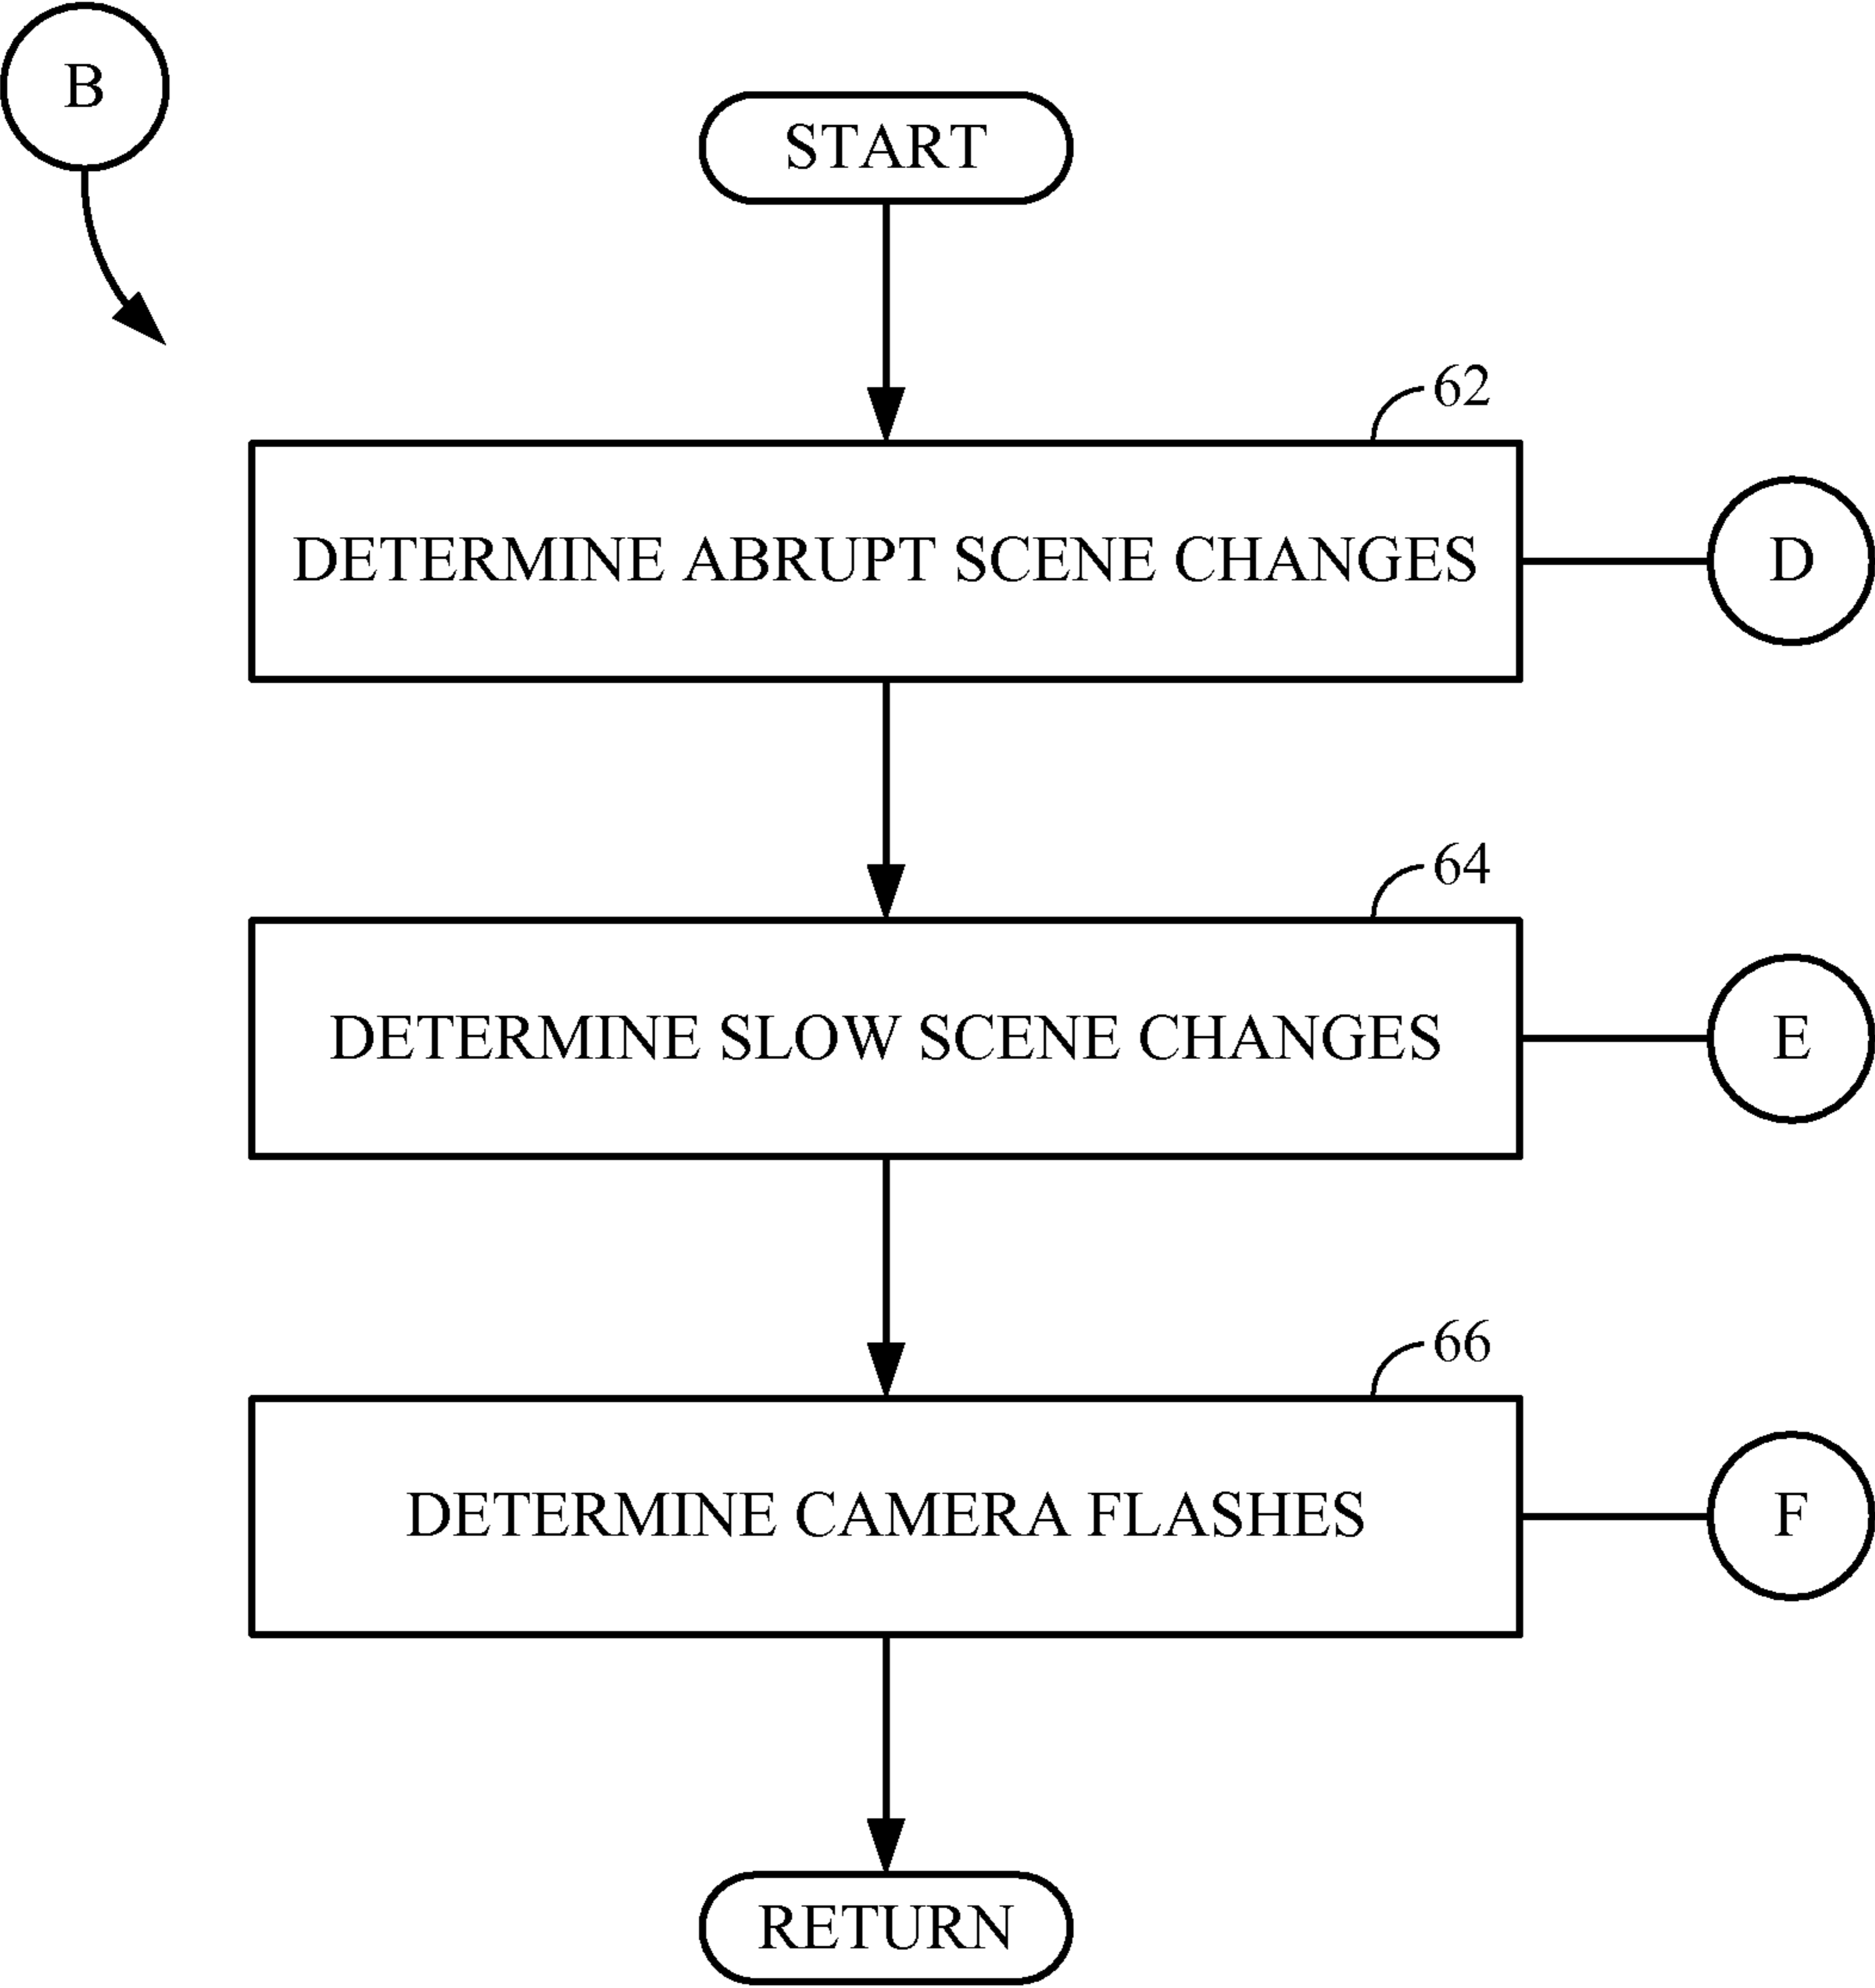 B
START
62
DETERMINE ABRUPT SCENE CHANGES
D
64
DETERMINE SLOW SCENE CHANGES
E
66
DETERMINE CAMERA FLASHES
F
RETURN